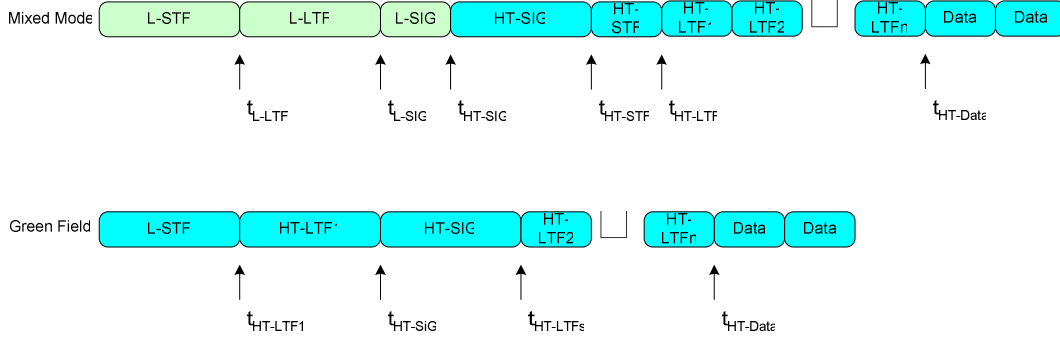 Mixed Mode L-STF L-LTF L-SIG HT-SIG HT-STF HT-LTF1 HT-LTF2 HT-LTFn Data Data
tL-LTF tL-SIG tHT-SIG tHT-STF tHT-LTF tHT-Data
Green Field L-STF HT-LTF1 HT-SIG HT-LTF2 HT-LTFn Data Data
tHT-LTF1 tHT-SiG tHT-LTFs tHT-Data